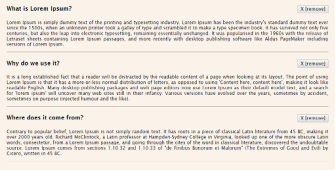 What is Lorem Ipsum?
X (remove)
Lorem Ipsum is simply dummy text of the printing and typesetting industry. Lorem Ipsum has been the industry's standard dummy text ever
since the 1500s, when an unknown printer took a galley of type and scrambled it to make a type specimen book. It has survived not only five
centuries, but also the leap into electronic typesetting, remaining essentially unchanged. It was popularised in the 1960s with the release of
Letraset sheets containing Lorem Ipsum passages, and more recently with desktop publishing software like Aldus PageMaker including
versions of Lorem Ipsum.
Why do we use it?
X (remove)
It is a long established fact that a reader will be distracted by the readable content of a page when looking at its layout. The point of using
Lorem Ipsum is that it has a more-or-less normal distribution of letters, as opposed to using 'Content here, content here', making it look like
readable English. Many desktop publishing packages and web page editors now use Lorem Ipsum as their default model text, and a search
for 'lorem ipsum' will uncover many web sites still in their infancy. Various versions have evolved over the years, sometimes by accident,
sometimes on purpose (injected humour and the like).
Where does it come from?
X (remove)
Contrary to popular belief, Lorem Ipsum is not simply random text. It has roots in a piece of classical Latin literature from 45 BC, making it
over 2000 years old. Richard McClintock, a Latin professor at Hampden-Sydney College in Virginia, looked up one of the more obscure Latin
words, consectetur, from a Lorem Ipsum passage, and going through the cites of the word in classical literature, discovered the undoubtable
source. Lorem Ipsum comes from sections 1.10.32 and 1.10.33 of "de Finibus Bonorum et Malorum" (The Extremes of Good and Evil) by
Cicero, written in 45 BC.